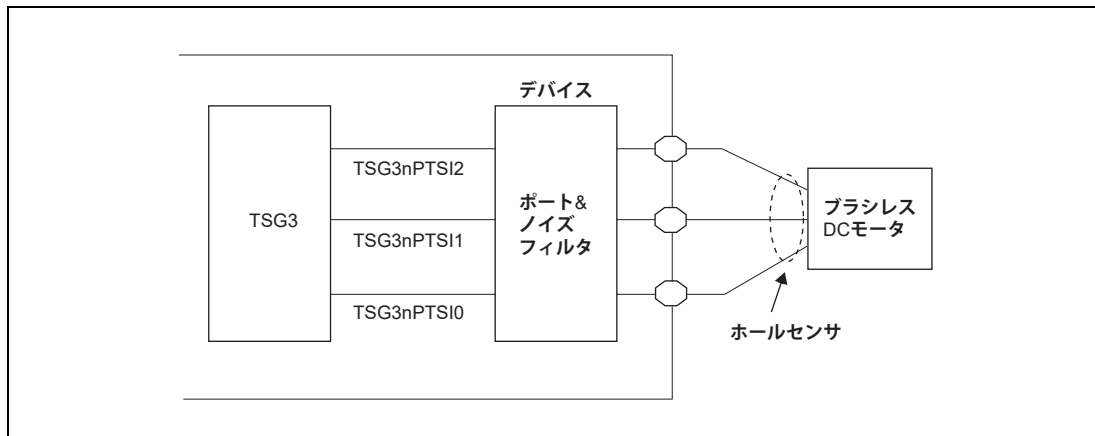 デバイス
TSG3
TSG3nPTSI2
TSG3nPTSI1
TSG3nPTSI0
ポート&
ノイズ
フィルタ
ブラシレス
DCモータ
ホールセンサ